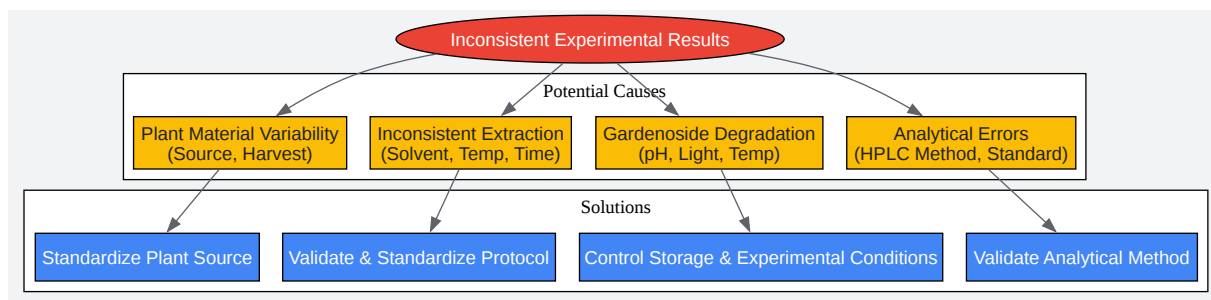 Inconsistent Experimental Results
Potential Causes
Plant Material Variability
(Source, Harvest)
Inconsistent Extraction
(Solvent, Temp, Time)
Gardenoside Degradation
(pH, Light, Temp)
Analytical Errors
(HPLC Method, Standard)
Solutions
Standardize Plant Source
Validate & Standardize Protocol
Control Storage & Experimental Conditions
Validate Analytical Method